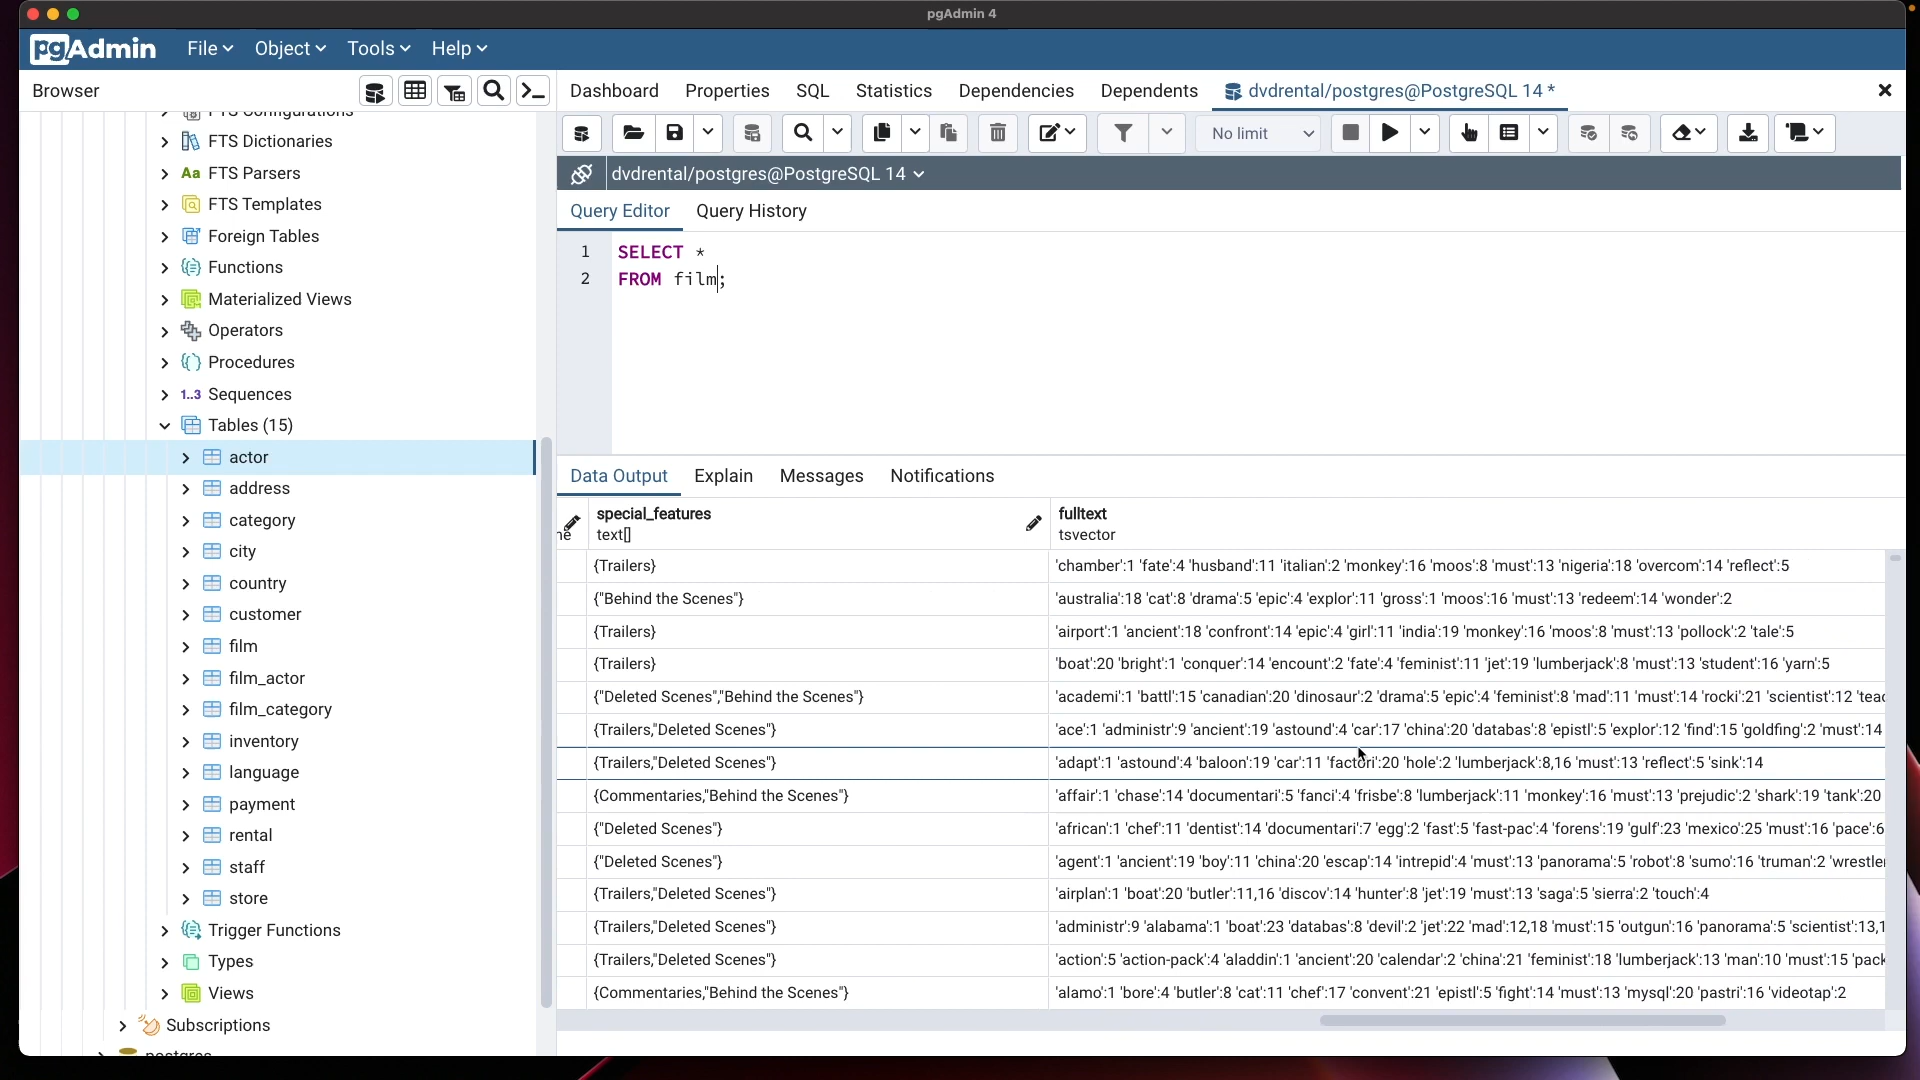 pgAdmin 4
pgAdmin File Object Tools Help
Browser
Dashboard Properties SQL Statistics Dependencies Dependents dvdrental/postgres@PostgreSQL 14 *
No limit
dvdrental/postgres@PostgreSQL 14
Query Editor Query History
1 SELECT *
2 FROM film;
FTS Configurations
FTS Dictionaries
Aa FTS Parsers
FTS Templates
Foreign Tables
Functions
Materialized Views
Operators
Procedures
1..3 Sequences
Tables (15)
actor
address
category
city
country
customer
film
film_actor
film_category
inventory
language
payment
rental
staff
store
Trigger Functions
Types
Views
Subscriptions
postgres
Data Output Explain Messages Notifications
special_features fulltext
text[] tsvector
{Trailers} 'chamber':1 'fate':4 'husband':11 'italian':2 'monkey':16 'moos':8 'must':13 'nigeria':18 'overcom':14 'reflect':5
{"Behind the Scenes"} 'australia':18 'cat':8 'drama':5 'epic':4 'explor':11 'gross':1 'moos':16 'must':13 'redeem':14 'wonder':2
{Trailers} 'airport':1 'ancient':18 'confront':14 'epic':4 'girl':11 'india':19 'monkey':16 'moos':8 'must':13 'pollock':2 'tale':5
{Trailers} 'boat':20 'bright':1 'conquer':14 'encount':2 'fate':4 'feminist':11 'jet':19 'lumberjack':8 'must':13 'student':16 'yarn':5
{"Deleted Scenes","Behind the Scenes"} 'academi':1 'battl':15 'canadian':20 'dinosaur':2 'drama':5 'epic':4 'feminist':8 'mad':11 'must':14 'rocki':21 'scientist':12
{Trailers,"Deleted Scenes"} 'ace':1 'administr':9 'ancient':19 'astound':4 'car':17 'china':20 'databas':8 'epistl':5 'explor':12 'find':15 'goldfing':2 'must':14
{Trailers,"Deleted Scenes"} 'adapt':1 'astound':4 'baloon':19 'car':11 'factori':20 'hole':2 'lumberjack':8,16 'must':13 'reflect':5 'sink':14
{Commentaries,"Behind the Scenes"} 'affair':1 'chase':14 'documentari':5 'fanci':4 'frisbe':8 'lumberjack':11 'monkey':16 'must':13 'prejudic':2 'shark':19 'tank':20
{"Deleted Scenes"} 'african':1 'chef':11 'dentist':14 'documentari':7 'egg':2 'fast':5 'fast-pac':4 'forens':19 'gulf':23 'mexico':25 'must':16 'pace':6
{"Deleted Scenes"} 'agent':1 'ancient':19 'boy':11 'china':20 'escap':14 'intrepid':4 'must':13 'panorama':5 'robot':8 'sumo':16 'truman':2 'wrestler
{Trailers,"Deleted Scenes"} 'airplan':1 'boat':20 'butler':11,16 'discov':14 'hunter':8 'jet':19 'must':13 'saga':5 'sierra':2 'touch':4
{Trailers,"Deleted Scenes"} 'administr':9 'alabama':1 'boat':23 'databas':8 'devil':2 'jet':22 'mad':12,18 'must':15 'outgun':16 'panorama':5 'scientist':13,1
{Trailers,"Deleted Scenes"} 'action':5 'action-pack':4 'aladdin':1 'ancient':20 'calendar':2 'china':21 'feminist':18 'lumberjack':13 'man':10 'must':15 'pack
{Commentaries,"Behind the Scenes"} 'alamo':1 'bore':4 'butler':8 'cat':11 'chef':17 'convent':21 'epistl':5 'fight':14 'must':13 'mysql':20 'pastri':16 'videotap':2